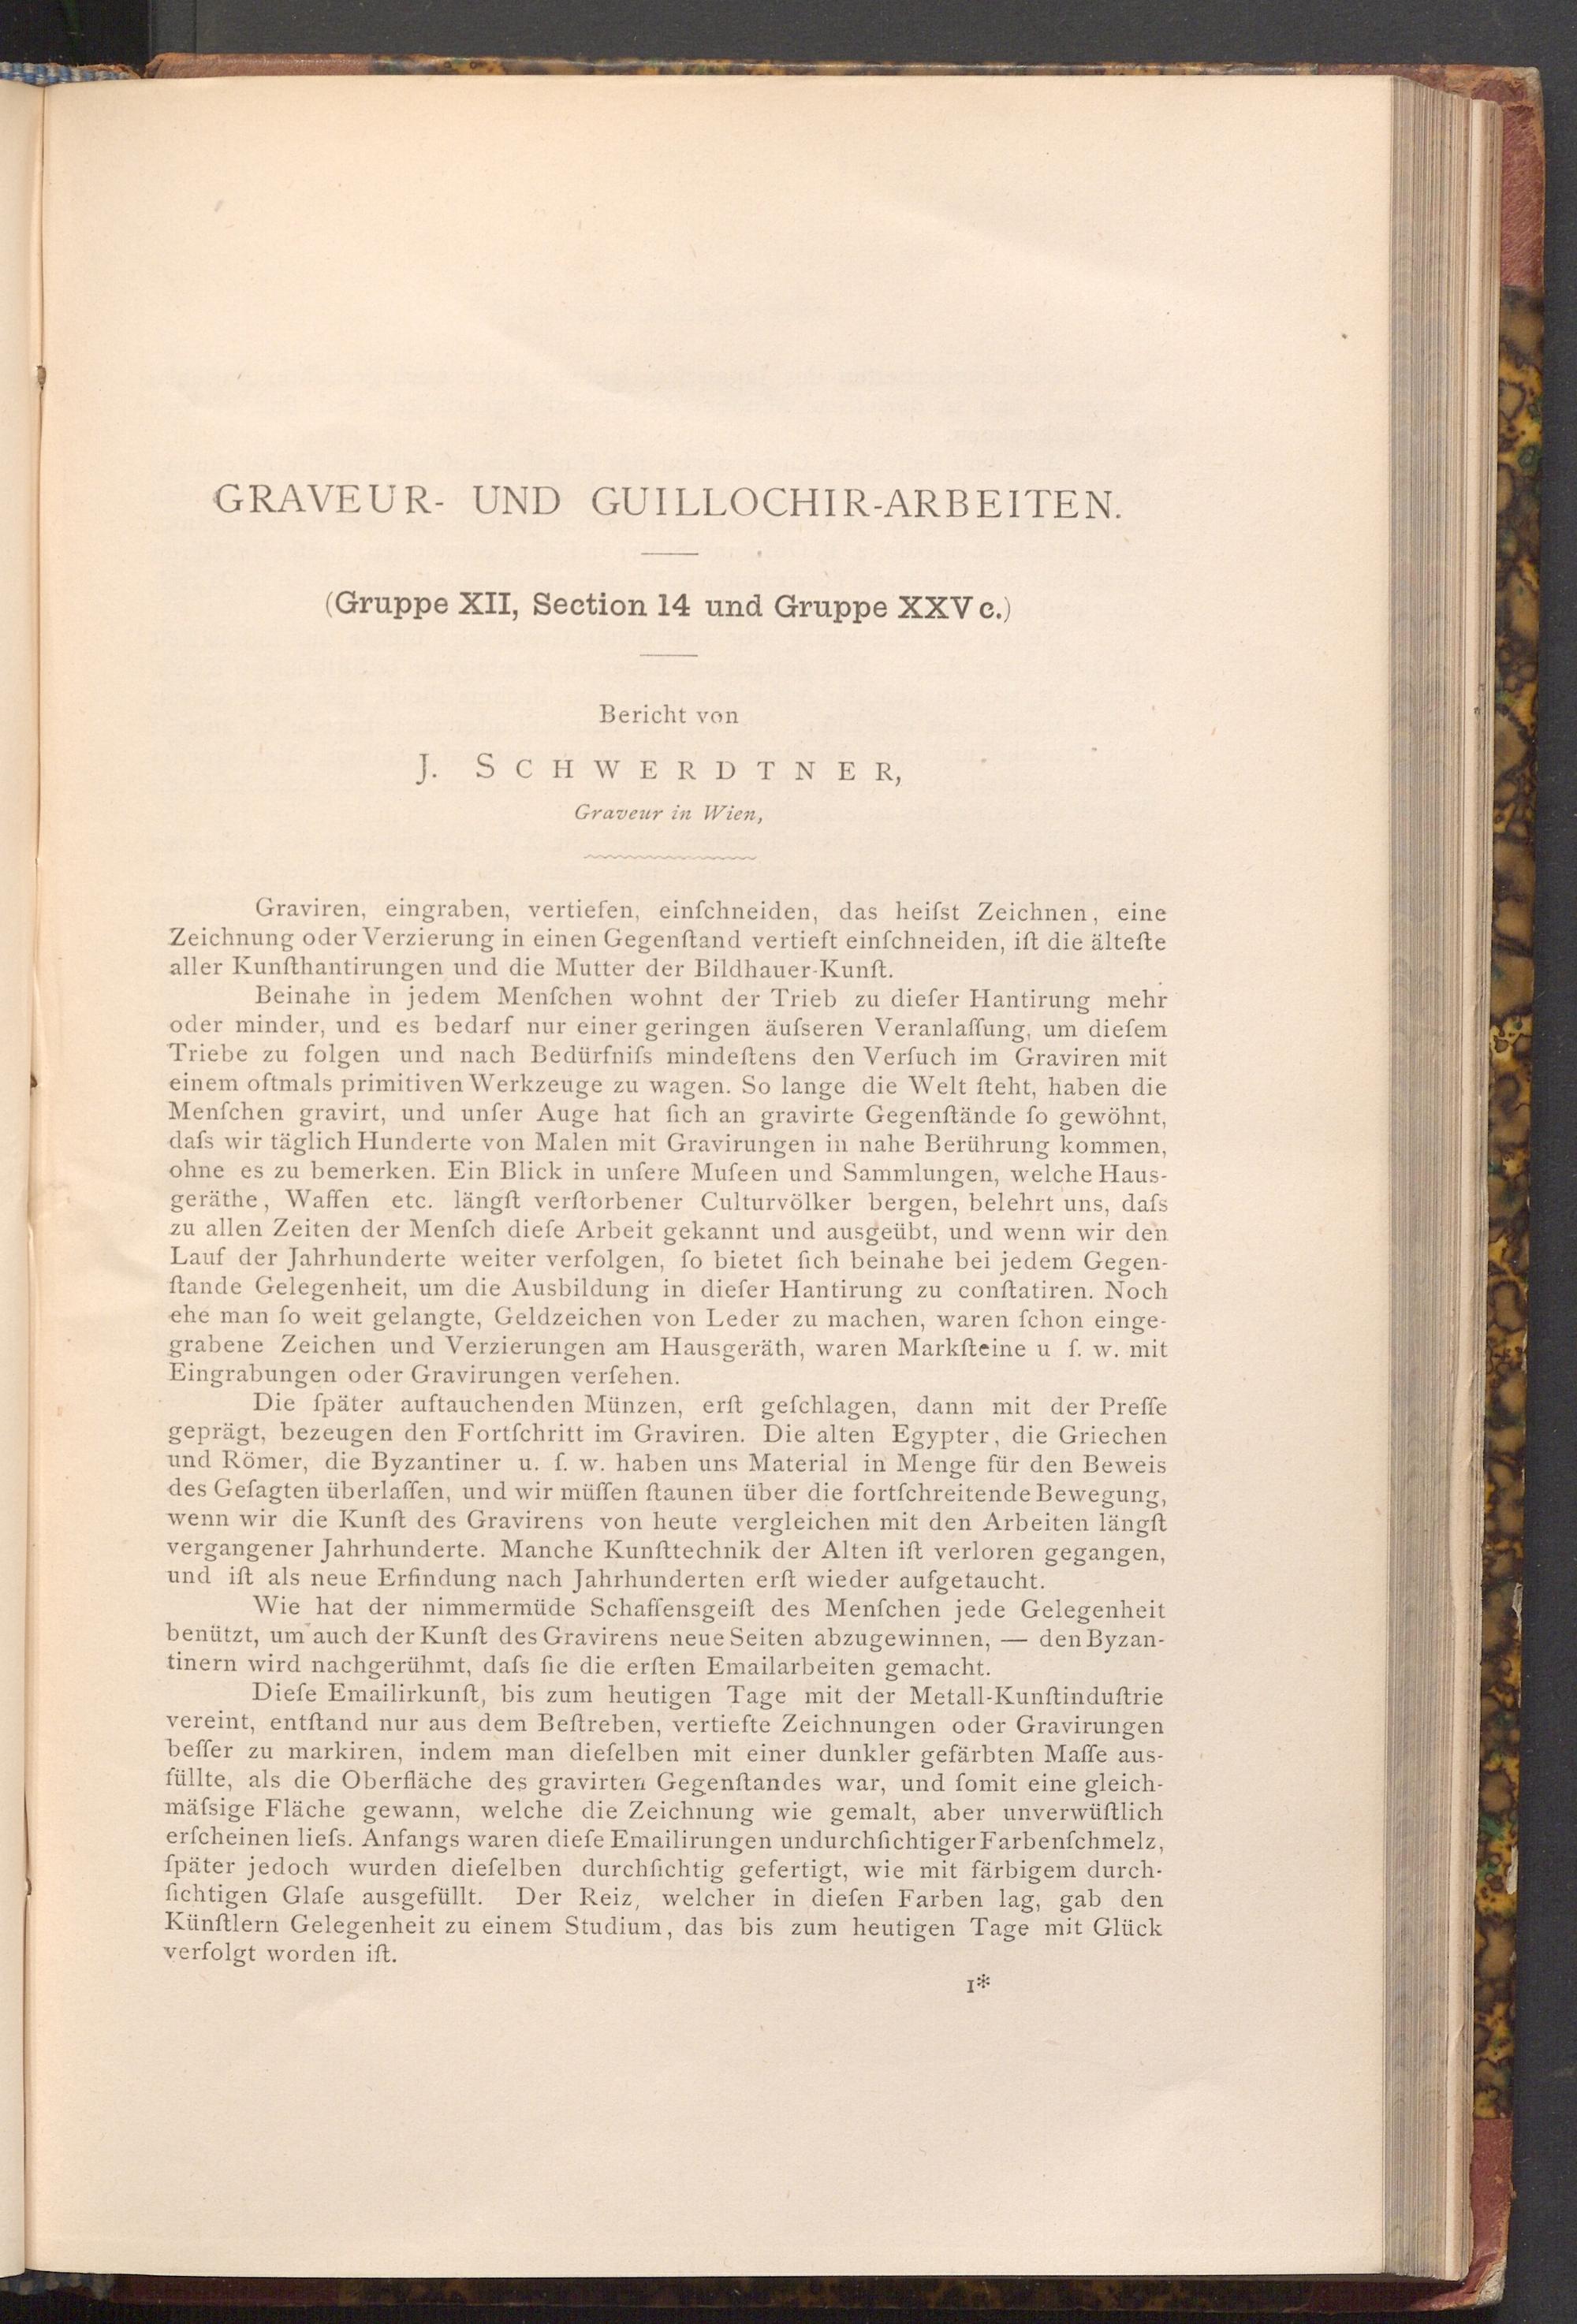 GRAVEUR- UND GUILLOCHIR-ARBEITEN.
(Gruppe XII, Section 14 und Gruppe XXV c.)
Bericht von
J. SCHWERDTNER,
Graveur in Wien,
Graviren, eingraben, vertiefen, einſchneiden, das heiſst Zeichnen, eine
Zeichnung oder Verzierung in einen Gegenſtand vertieft einſchneiden, iſt die älteſte
aller Kunſthantirungen und die Mutter der Bildhauer-Kunſt.
Beinahe in jedem Menſchen wohnt der Trieb zu dieſer Hantirung mehr
oder minder, und es bedarf nur einer geringen äuſseren Veranlaſſung, um dieſem
Triebe zu folgen und nach Bedürfniſs mindeſtens den Verſuch im Graviren mit
einem oftmals primitiven Werkzeuge zu wagen. So lange die Welt ſteht, haben die
Menſchen gravirt, und unſer Auge hat ſich an gravirte Gegenſtände ſo gewöhnt,
daſs wir täglich Hunderte von Malen mit Gravirungen in nahe Berührung kommen,
ohne es zu bemerken. Ein Blick in unſere Muſeen und Sammlungen, welche Haus-
geräthe, Waffen etc. längſt verſtorbener Culturvölker bergen, belehrt uns, daſs
zu allen Zeiten der Menſch dieſe Arbeit gekannt und ausgeübt, und wenn wir den
Lauf der Jahrhunderte weiter verfolgen, ſo bietet ſich beinahe bei jedem Gegen-
ſtande Gelegenheit, um die Ausbildung in dieſer Hantirung zu conſtatiren. Noch
ehe man ſo weit gelangte, Geldzeichen von Leder zu machen, waren ſchon einge-
grabene Zeichen und Verzierungen am Hausgeräth, waren Markſteine u ſ. w. mit
Eingrabungen oder Gravirungen verſehen.
Die ſpäter auftauchenden Münzen, erſt geſchlagen, dann mit der Preſſe
geprägt, bezeugen den Fortſchritt im Graviren. Die alten Egypter, die Griechen
und Römer, die Byzantiner u. ſ. w. haben uns Material in Menge für den Beweis
des Geſagten überlaſſen, und wir müſſen ſtaunen über die fortſchreitende Bewegung,
wenn wir die Kunſt des Gravirens von heute vergleichen mit den Arbeiten längſt
vergangener Jahrhunderte. Manche Kunſttechnik der Alten iſt verloren gegangen,
und iſt als neue Erfindung nach Jahrhunderten erſt wieder aufgetaucht.
Wie hat der nimmermüde Schaffensgeiſt des Menſchen jede Gelegenheit
benützt, um auch der Kunſt des Gravirens neue Seiten abzugewinnen, — den Byzan-
tinern wird nachgerühmt, daſs ſie die erſten Emailarbeiten gemacht.
Dieſe Emailirkunſt, bis zum heutigen Tage mit der Metall-Kunſtinduſtrie
vereint, entſtand nur aus dem Beſtreben, vertiefte Zeichnungen oder Gravirungen
beſſer zu markiren, indem man dieſelben mit einer dunkler gefärbten Maſſe aus-
füllte, als die Oberfläche des gravirten Gegenſtandes war, und ſomit eine gleich-
mäſsige Fläche gewann, welche die Zeichnung wie gemalt, aber unverwüſtlich
erſcheinen lieſs. Anfangs waren dieſe Emailirungen undurchſichtiger Farbenſchmelz,
ſpäter jedoch wurden dieſelben durchſichtig gefertigt, wie mit färbigem durch-
ſichtigen Glaſe ausgefüllt. Der Reiz, welcher in dieſen Farben lag, gab den
Künſtlern Gelegenheit zu einem Studium, das bis zum heutigen Tage mit Glück
verfolgt worden iſt.
1*